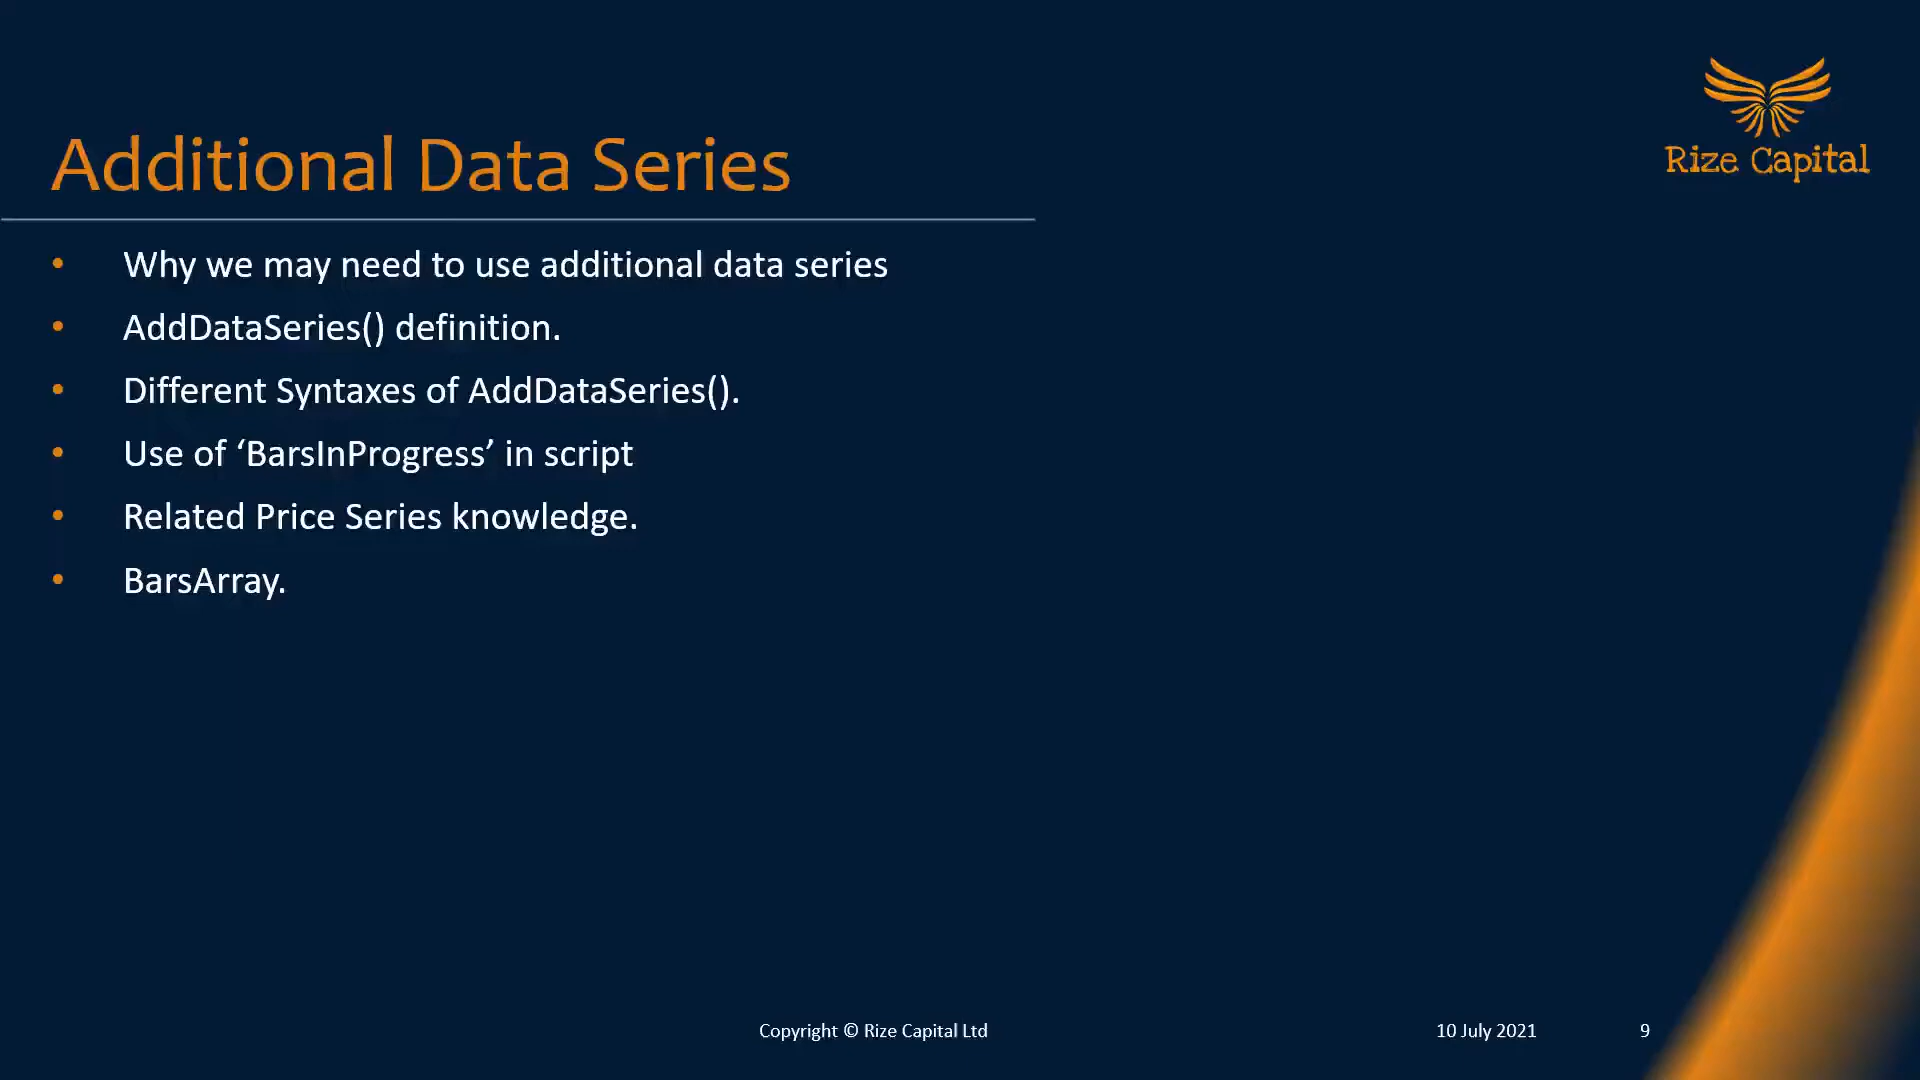 Rize Capital
Additional Data Series
• Why we may need to use additional data series
• AddDataSeries() definition.
• Different Syntaxes of AddDataSeries().
• Use of ‘BarsInProgress’ in script
• Related Price Series knowledge.
• BarsArray.
Copyright © Rize Capital Ltd
10 July 2021
9